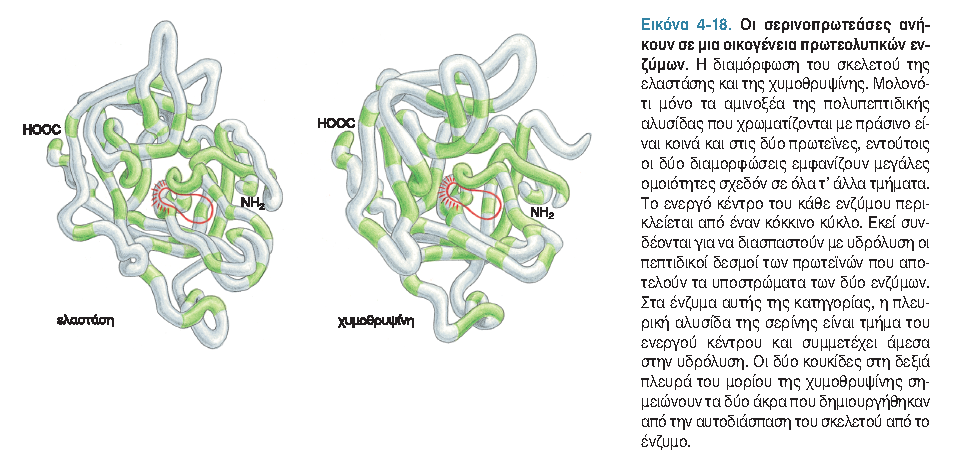 HOOC
NH2
ελαστάση
HOOC
NH2
χυμοθρυψίνη
Εικόνα 4-18. Οι σερινοπρωτεάσες ανή-
κουν σε μια οικογένεια πρωτεολυτικών εν-
ζύμων. Η διαμόρφωση του σκελετού της
ελαστάσης και της χυμοθρυψίνης. Μολονό-
τι μόνο τα αμινοξέα της πολυπεπτιδικής
αλυσίδας που χρωματίζονται με πράσινο εί-
ναι κοινά και στις δύο πρωτεΐνες, εντούτοις
οι δύο διαμορφώσεις εμφανίζουν μεγάλες
ομοιότητες σχεδόν σε όλα τ' άλλα τμήματα.
Το ενεργό κέντρο του κάθε ενζύμου περι-
κλείεται από έναν κόκκινο κύκλο. Εκεί συν-
δέονται για να διασπαστούν με υδρόλυση οι
πεπτιδικοί δεσμοί των πρωτεϊνών που απο-
τελούν τα υποστρώματα των δύο ενζύμων.
Στα ένζυμα αυτής της κατηγορίας, η πλευ-
ρική αλυσίδα της σερίνης είναι τμήμα του
ενεργού κέντρου και συμμετέχει άμεσα
στην υδρόλυση. Οι δύο κουκίδες στη δεξιά
πλευρά του μορίου της χυμοθρυψίνης ση-
μειώνουν τα δύο άκρα που δημιουργήθηκαν
από την αυτοδιάσπαση του σκελετού από το
ένζυμο.